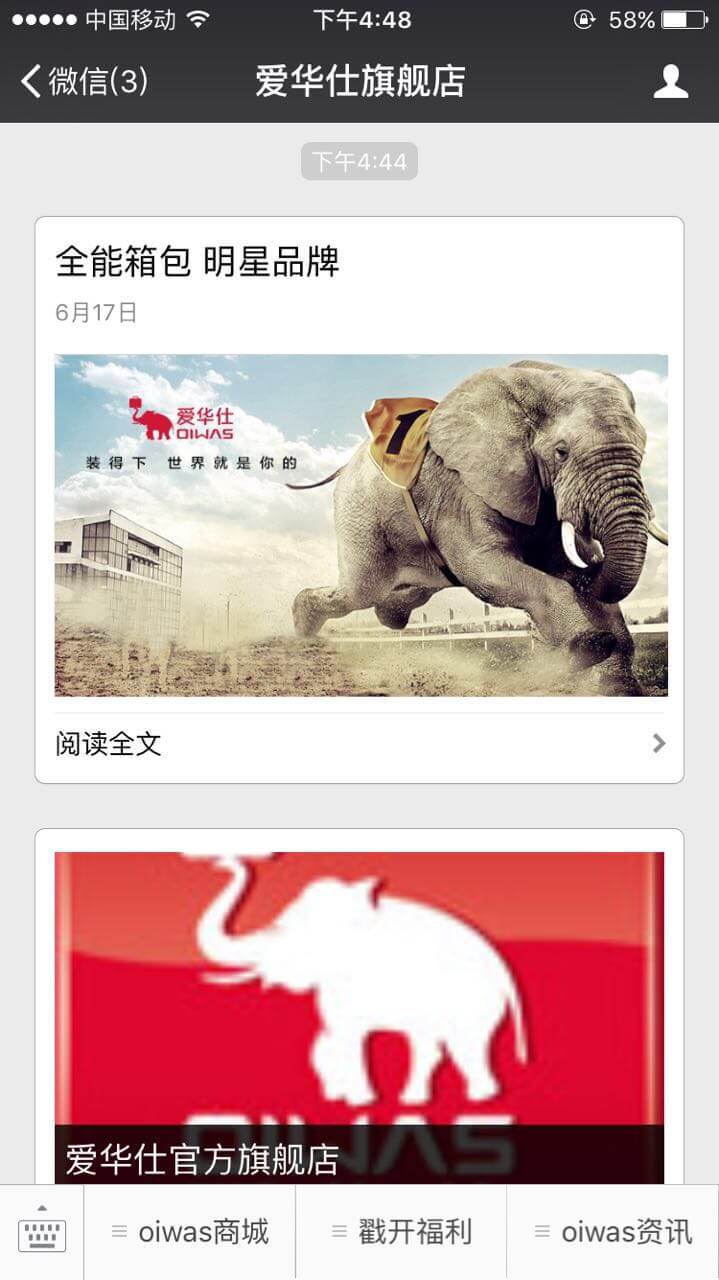 中国移动 下午4:48 58%
微信(3) 爱华仕旗舰店
下午4:44
全能箱包 明星品牌
6月17日
爱华仕
OIWAS
装得下 世界就是你的
1
阅读全文
OIWAS
爱华仕官方旗舰店
oiwas商城 戳开福利 oiwas资讯